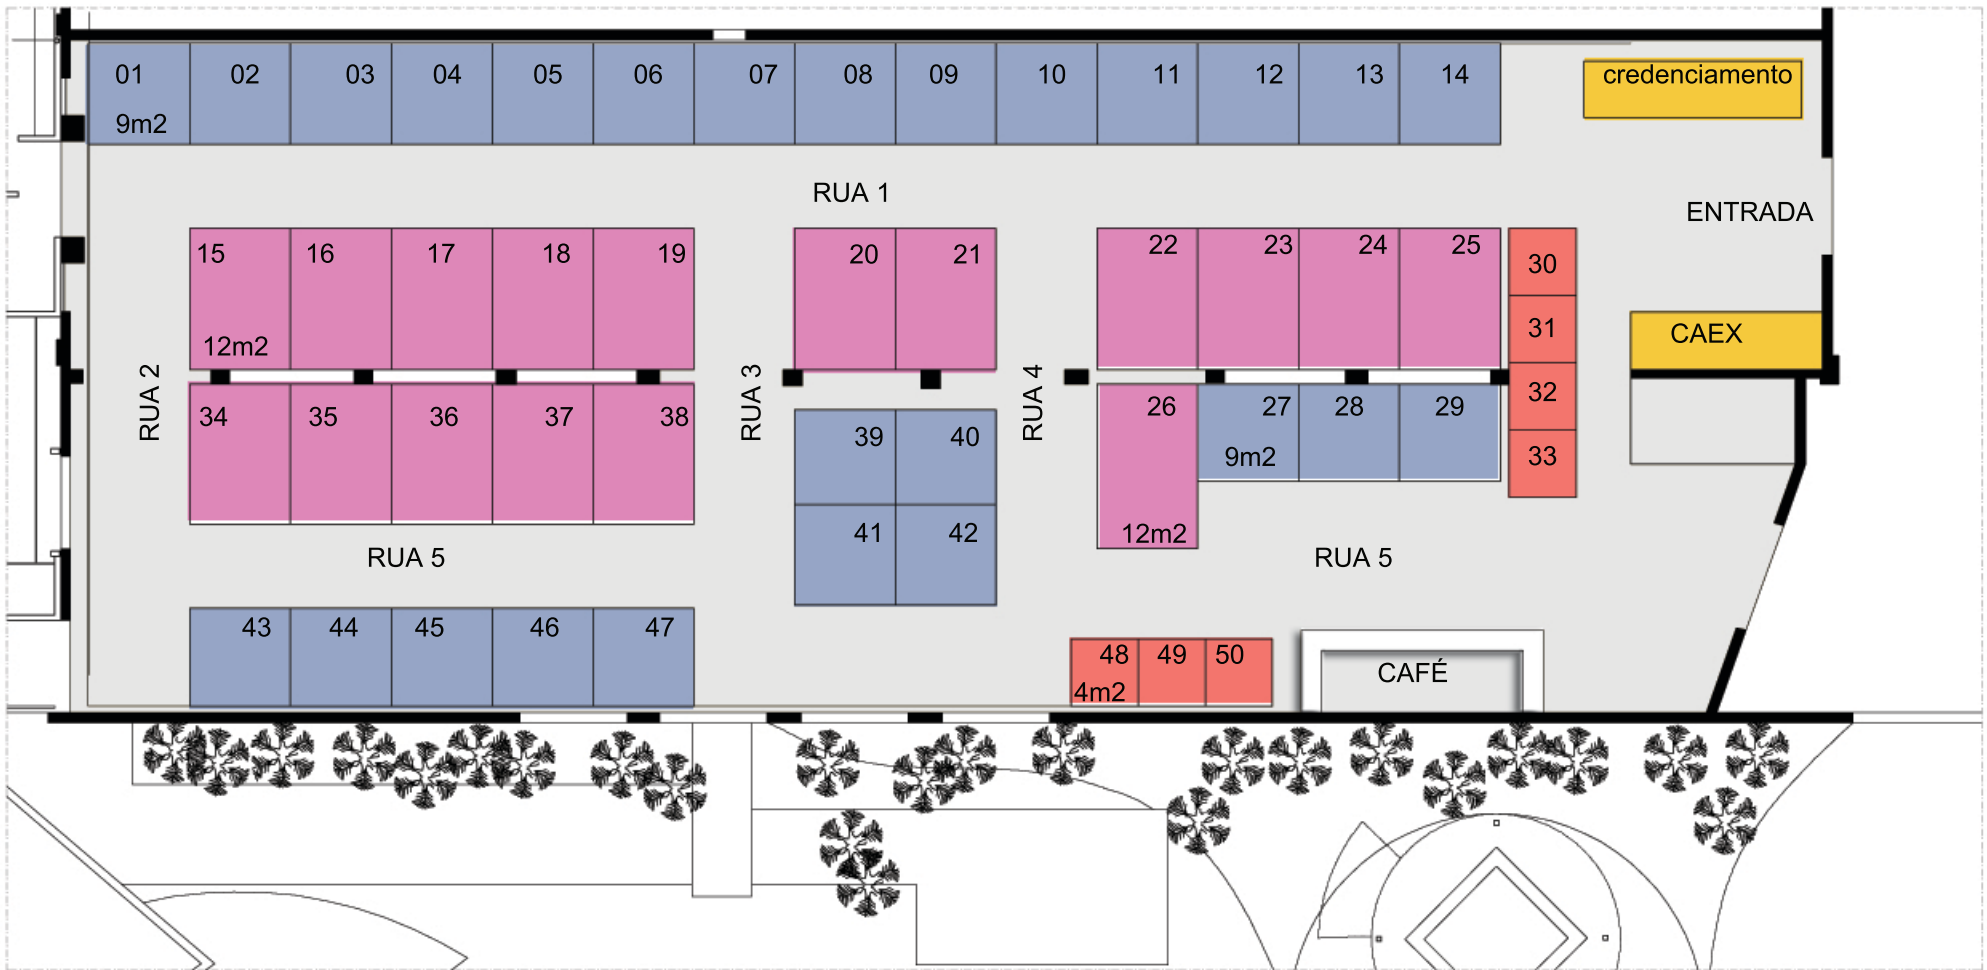 01 02 03 04 05 06 07 08 09 10 11 12 13 14 credenciamento
9m2
RUA 1
ENTRADA
15 16 17 18 19 20 21 22 23 24 25 30
31
CAEX
12m2
RUA 2
RUA 3
RUA 4
32
34 35 36 37 38 39 40 26 27 28 29
9m2 33
41 42 12m2
RUA 5 RUA 5
43 44 45 46 47 48 49 50
4m2
CAFÉ